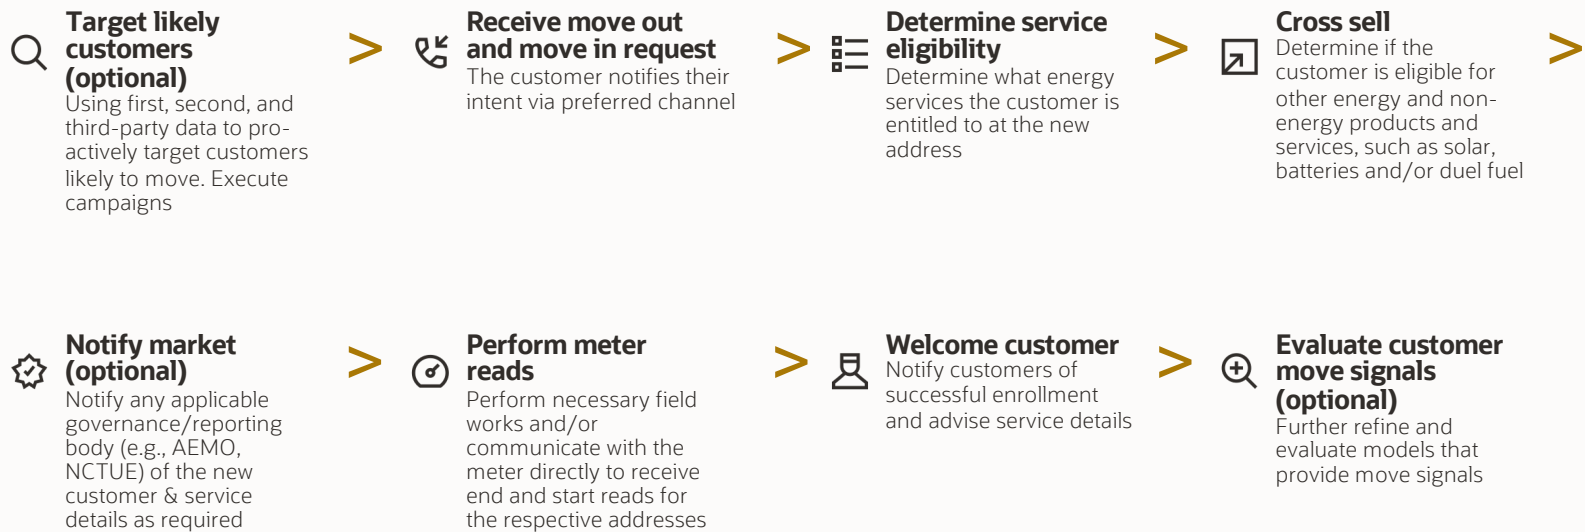 Target likely
customers
(optional)
Using first, second, and
third-party data to pro-
actively target customers
likely to move. Execute
campaigns
>
Receive move out
and move in request
The customer notifies their
intent via preferred channel
>
Determine service
eligibility
Determine what energy
services the customer is
entitled to at the new
address
>
Cross sell
Determine if the
customer is eligible for
other energy and non-
energy products and
services, such as solar,
batteries and/or duel fuel
>
Notify market
(optional)
Notify any applicable
governance/reporting
body (e.g., AEMO,
NCTUE) of the new
customer & service
details as required
>
Perform meter
reads
Perform necessary field
works and/or
communicate with the
meter directly to receive
end and start reads for
the respective addresses
>
Welcome customer
Notify customers of
successful enrollment
and advise service details
>
Evaluate customer
move signals
(optional)
Further refine and
evaluate models that
provide move signals